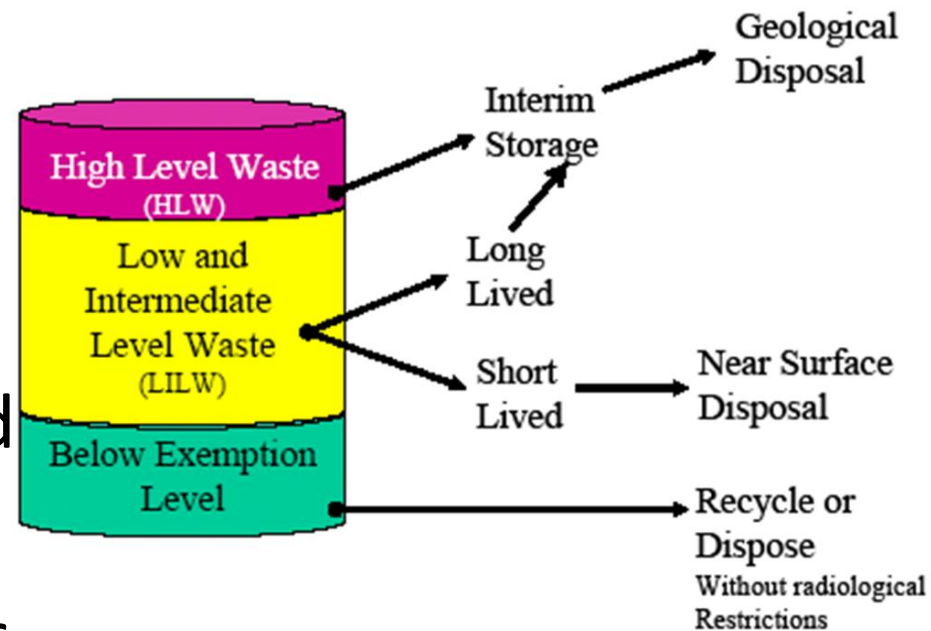 Geological
Disposal
Interim
Storage
High Level Waste
(HLW)
Low and
Intermediate
Level Waste
(LILW)
Long
Lived
Short
Lived
Near Surface
Disposal
d
Below Exemption
Level
Recycle or
Dispose
Without radiological
Restrictions